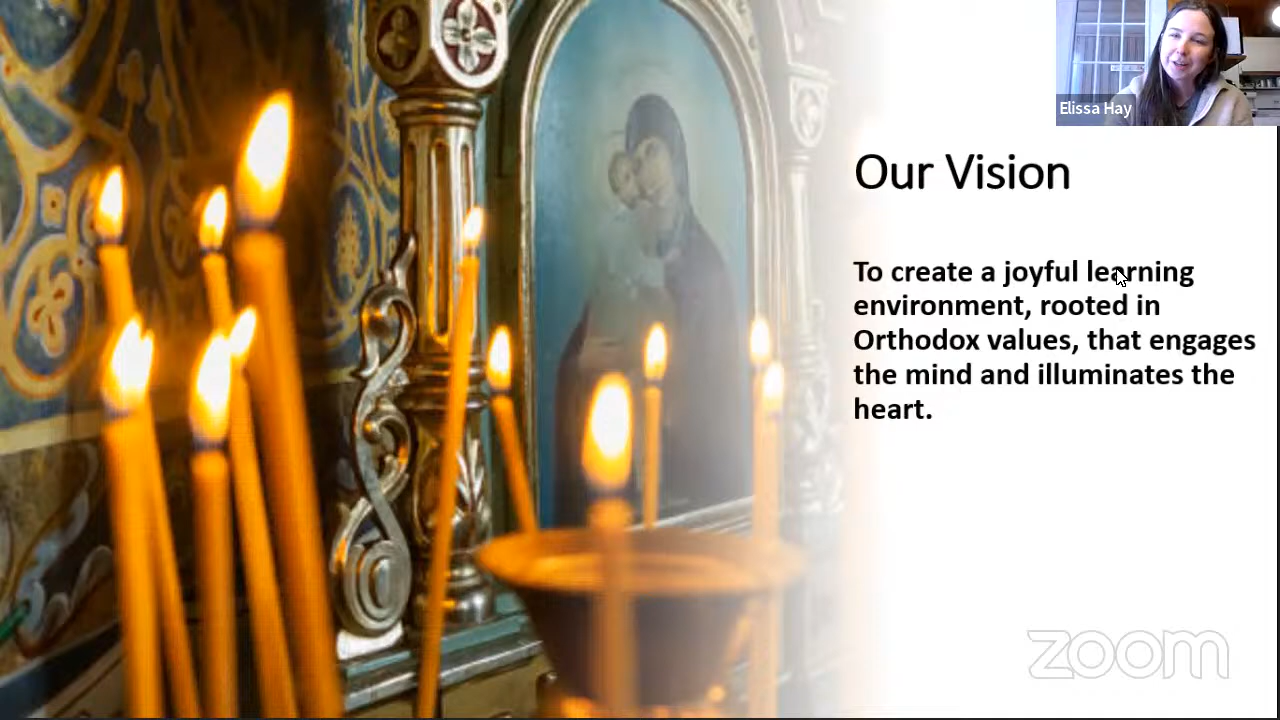 Elissa Hay
Our Vision
To create a joyful learning
environment, rooted in
Orthodox values, that engages
the mind and illuminates the
heart.
zoom